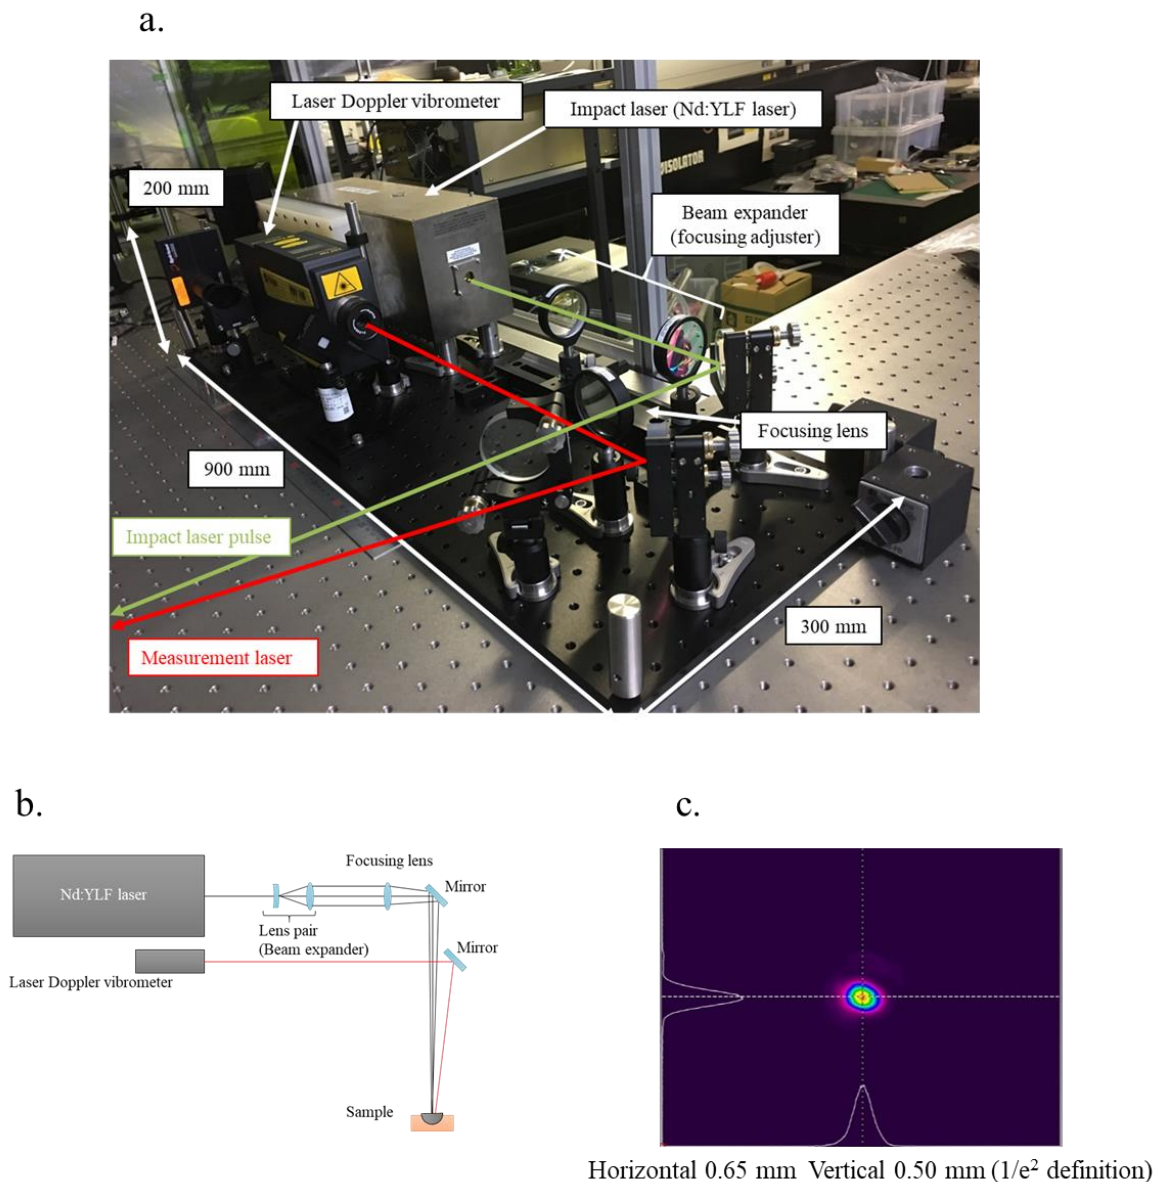 a.
Laser Doppler vibrometer
Impact laser (Nd:YLF laser)
ISOLATOR
200 mm
Beam expander
(focusing adjuster)
Focusing lens
900 mm
Impact laser pulse
300 mm
Measurement laser
b.
c.
Focusing lens
Nd:YLF laser
Mirror
Lens pair
(Beam expander)
Mirror
Laser Doppler vibrometer
Sample
Horizontal 0.65 mm Vertical 0.50 mm (1/e² definition)